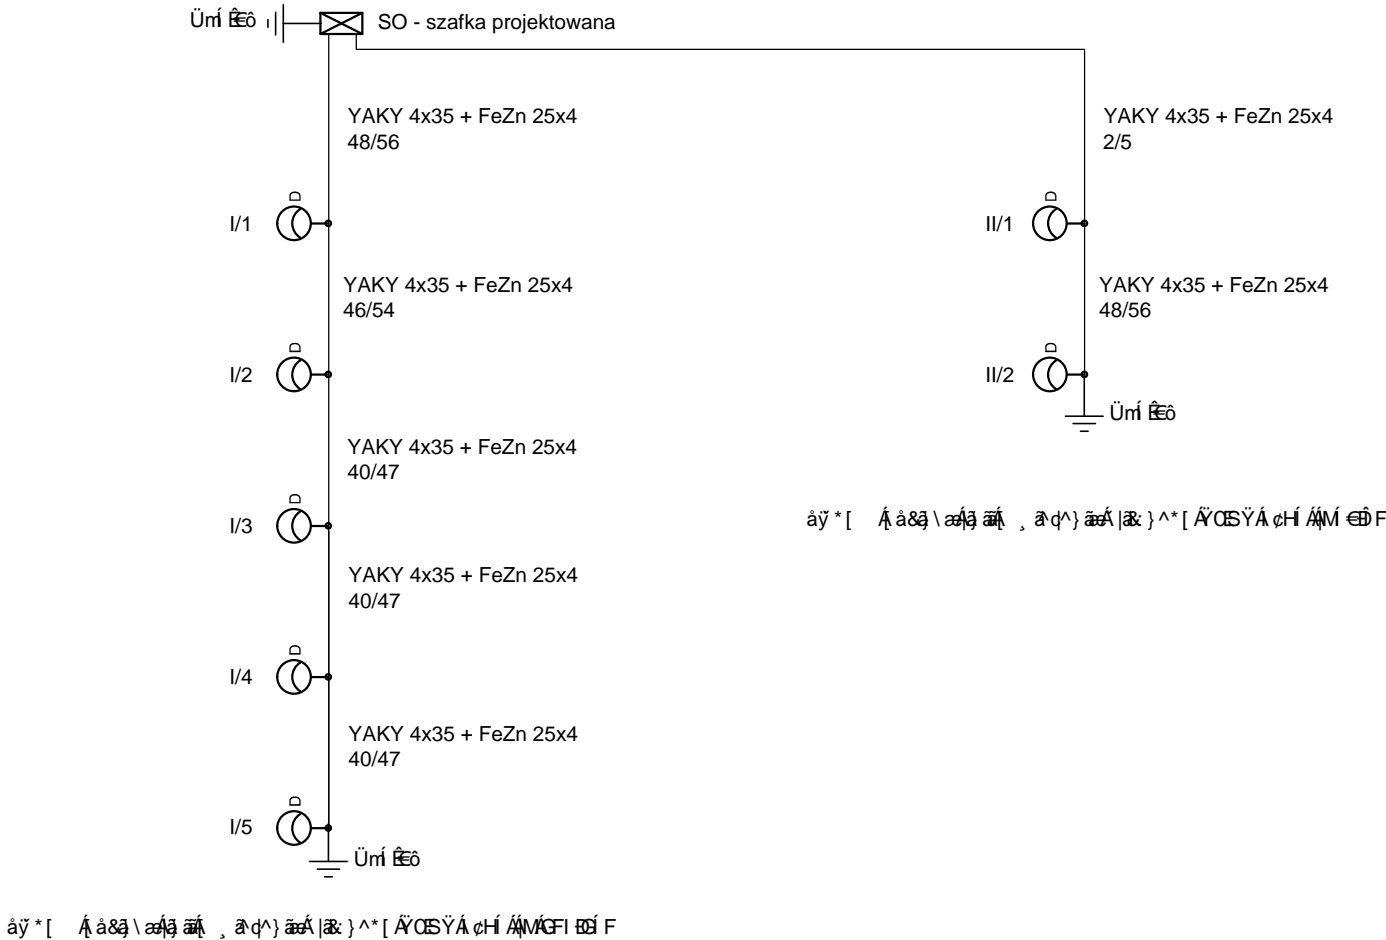 SO - szafka projektowana
YAKY 4x35 + FeZn 25x4
48/56
YAKY 4x35 + FeZn 25x4
2/5
I/1
II/1
YAKY 4x35 + FeZn 25x4
46/54
YAKY 4x35 + FeZn 25x4
48/56
I/2
II/2
YAKY 4x35 + FeZn 25x4
40/47
I/3
YAKY 4x35 + FeZn 25x4
40/47
I/4
YAKY 4x35 + FeZn 25x4
40/47
I/5